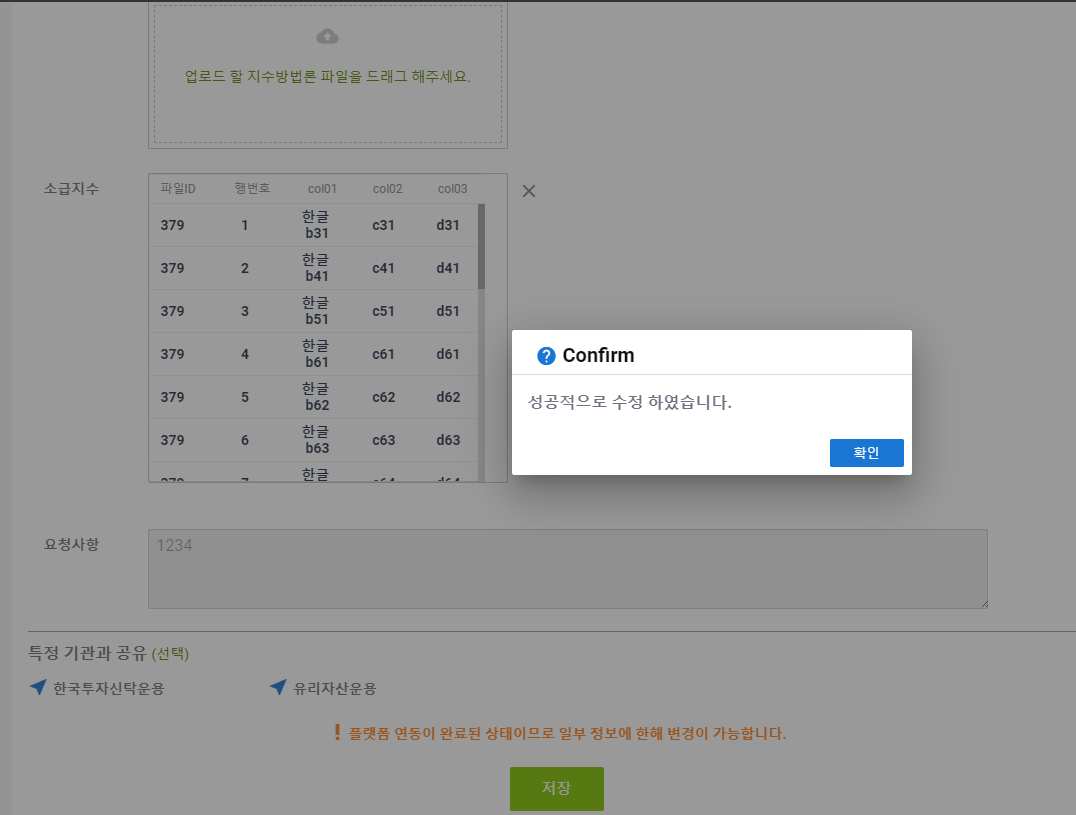 업로드 할 지수방법론 파일을 드래그 해주세요.
소급지수
파일ID 행번호 col01 col02 col03
379 1 한글 b31 c31 d31
379 2 한글 b41 c41 d41
379 3 한글 b51 c51 d51
379 4 한글 b61 c61 d61
379 5 한글 b62 c62 d62
379 6 한글 b63 c63 d63
379 7 한글 c64 d64
Confirm
성공적으로 수정 하였습니다.
확인
요청사항
1234
특정 기관과 공유 (선택)
한국투자신탁운용 유리자산운용
플랫폼 연동이 완료된 상태이므로 일부 정보에 한해 변경이 가능합니다.
저장